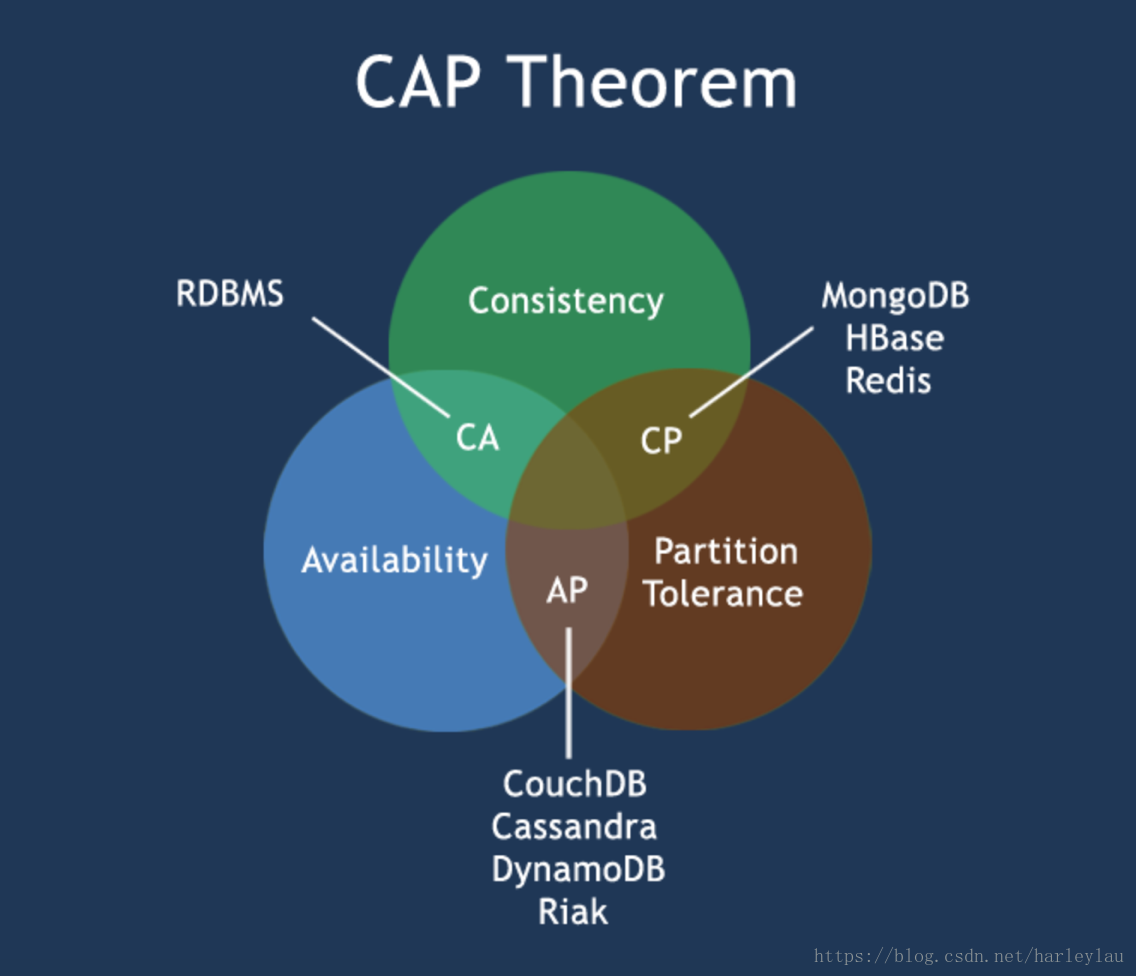 CAP Theorem
Consistency
RDBMS
MongoDB
HBase
Redis
CA
CP
Availability
Partition
Tolerance
AP
CouchDB
Cassandra
DynamoDB
Riak
https://blog.csdn.net/harleylau